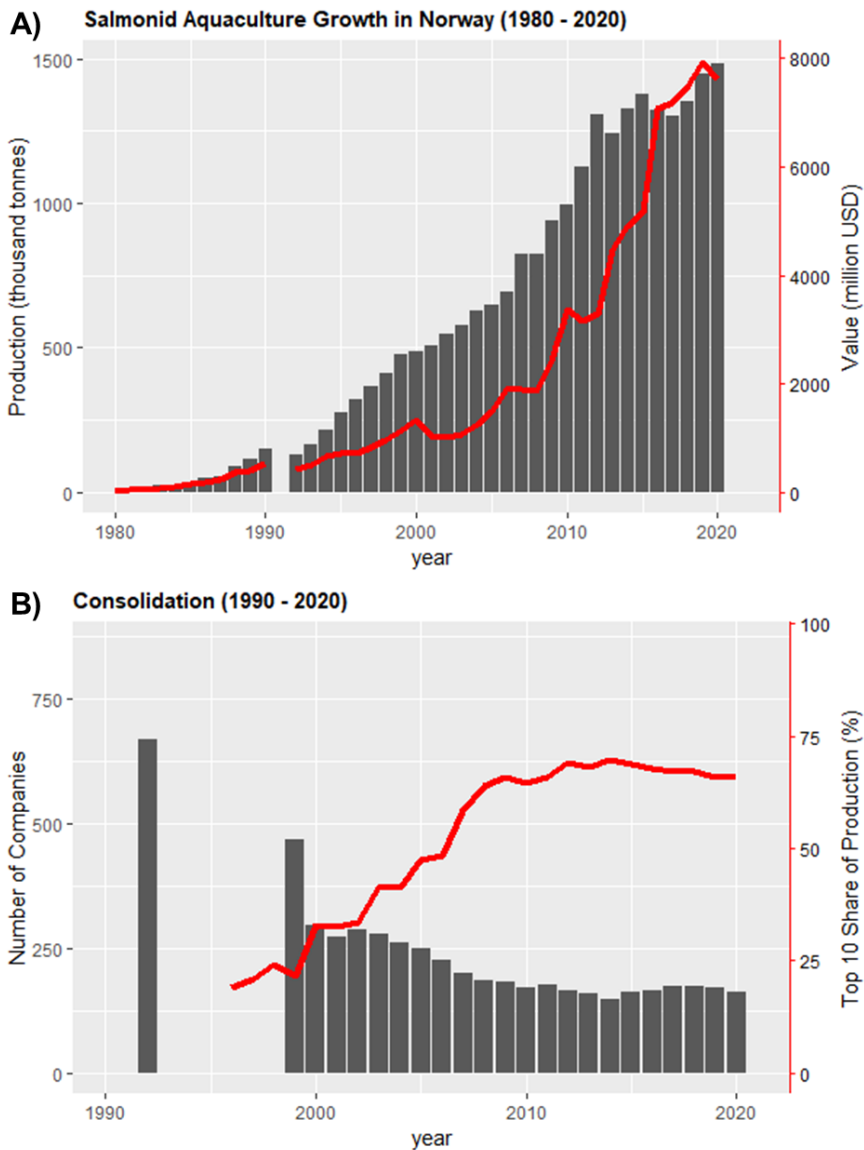 A)
Salmonid Aquaculture Growth in Norway (1980 - 2020)
Production (thousand tonnes)
1500
1000
500
0
8000
6000
4000
2000
0
Value (million USD)
1980 1990 2000 2010 2020
year
B)
Consolidation (1990 - 2020)
Number of Companies
750
500
250
0
100
75
50
25
0
Top 10 Share of Production (%)
1990 2000 2010 2020
year